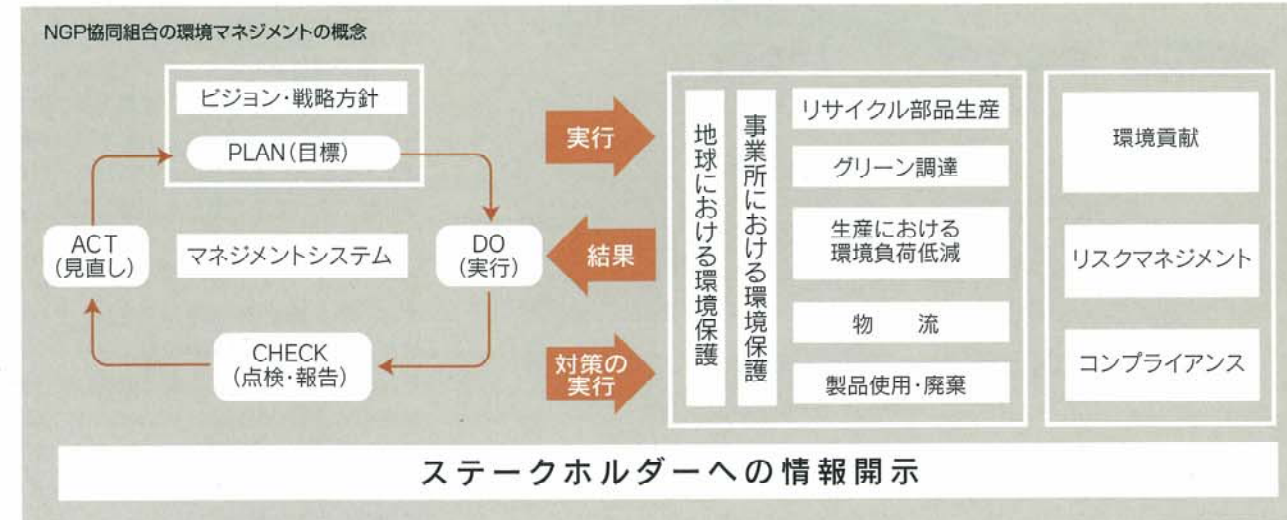 NGP協同組合の環境マネジメントの概念
ビジョン・戦略方針
PLAN(目標)
ACT
(見直し)
マネジメントシステム
DO
(実行)
CHECK
(点検・報告)
実行
結果
対策の
実行
地球における環境保護
事業所における環境保護
リサイクル部品生産
グリーン調達
生産における
環境負荷低減
物　流
製品使用・廃棄
環境貢献
リスクマネジメント
コンプライアンス
ステークホルダーへの情報開示